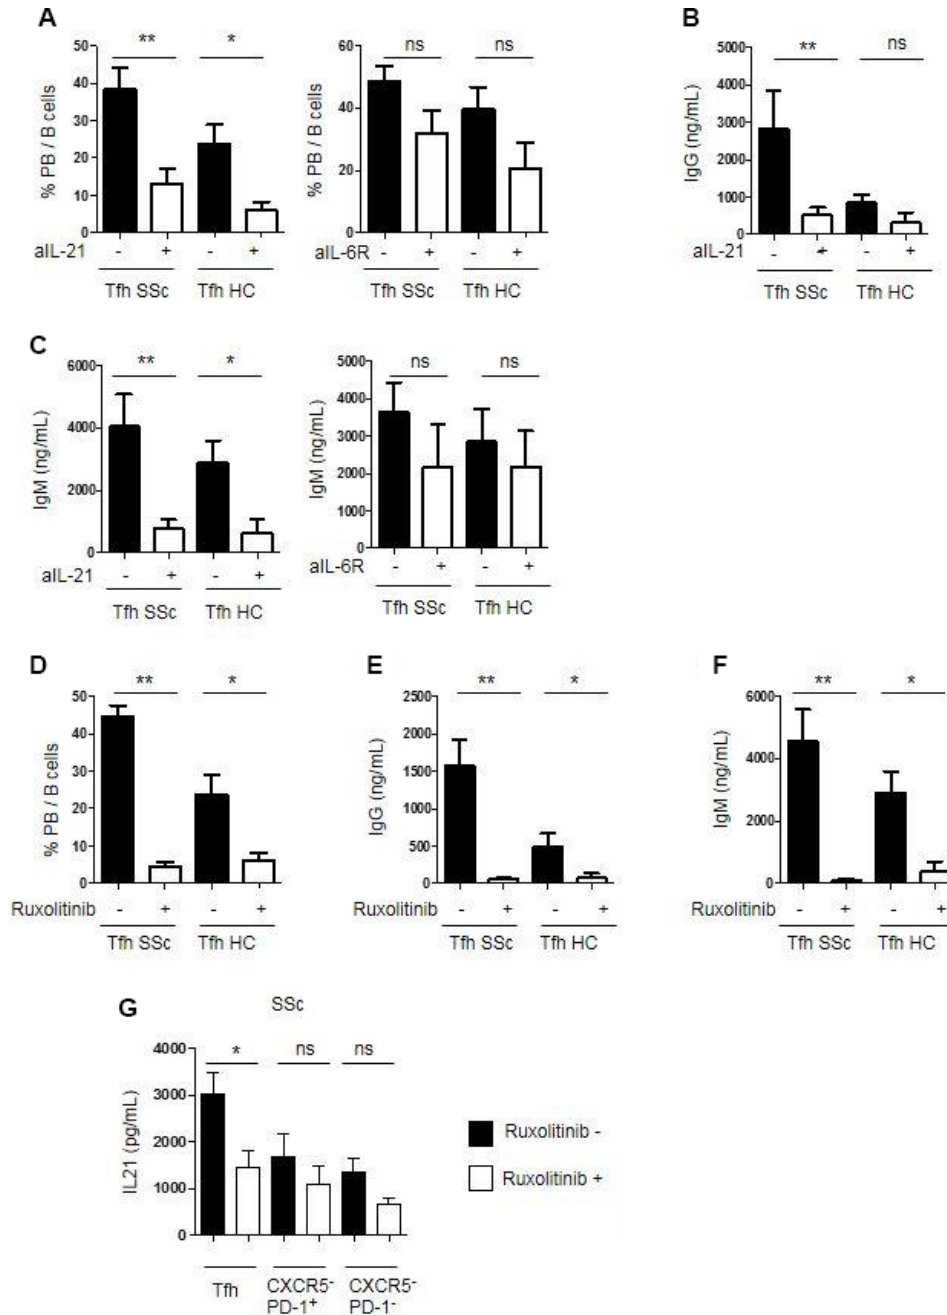 A
B
50
40
30
20
10
0
% PB / B cells
** *
aIL-21 - + - +
Tfh SSc Tfh HC
60
40
20
0
% PB / B cells
ns ns
aIL-6R - + - +
Tfh SSc Tfh HC
5000
4000
3000
2000
1000
0
IgG (ng/mL)
** ns
aIL-21 - + - +
Tfh SSc Tfh HC
C
6000
4000
2000
0
IgM (ng/mL)
** *
aIL-21 - + - +
Tfh SSc Tfh HC
5000
4000
3000
2000
1000
0
IgM (ng/mL)
ns ns
aIL-6R - + - +
Tfh SSc Tfh HC
D
50
40
30
20
10
0
% PB / B cells
** *
Ruxolitinib - + - +
Tfh SSc Tfh HC
E
2500
2000
1500
1000
500
0
IgG (ng/mL)
** *
Ruxolitinib - + - +
Tfh SSc Tfh HC
F
6000
4000
2000
0
IgM (ng/mL)
** *
Ruxolitinib - + - +
Tfh SSc Tfh HC
G
SSc
4000
3000
2000
1000
0
IL21 (pg/mL)
* ns ns
Tfh CXCR5- CXCR5-
PD-1+ PD-1-
Ruxolitinib -
Ruxolitinib +